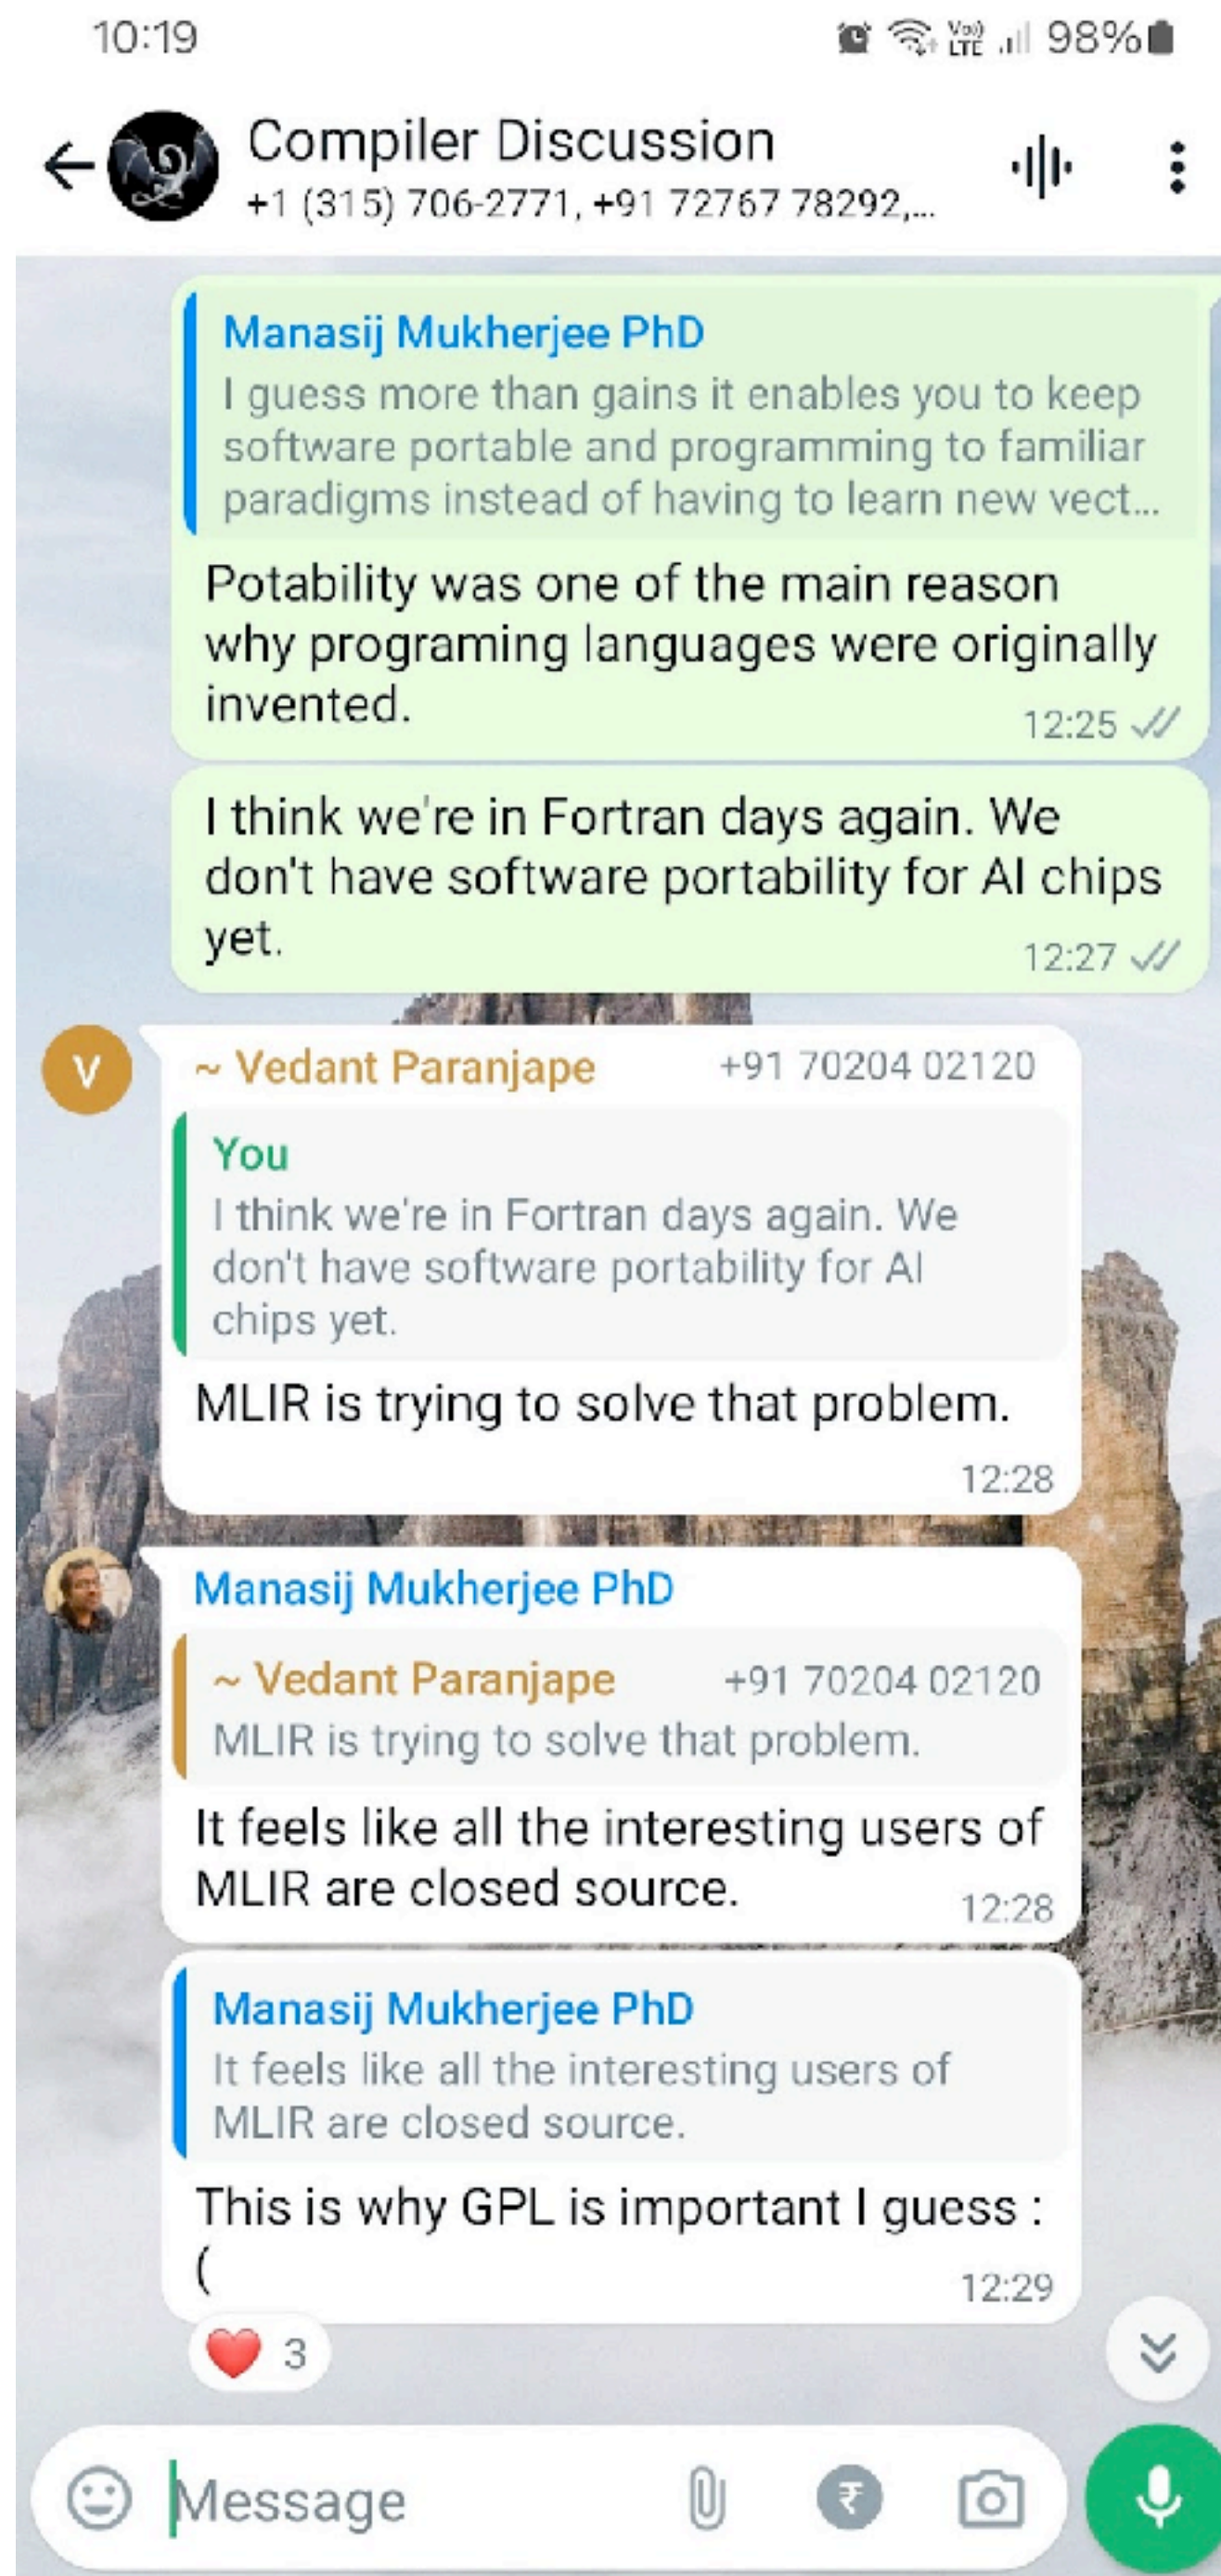 10:19
Vo)) LTE 98%
Compiler Discussion
+1 (315) 706-2771, +91 72767 78292,...
Manasij Mukherjee PhD
I guess more than gains it enables you to keep
software portable and programming to familiar
paradigms instead of having to learn new vect...
Potability was one of the main reason
why programing languages were originally
invented.
12:25
I think we're in Fortran days again. We
don't have software portability for AI chips
yet.
12:27
V
~ Vedant Paranjape +91 70204 02120
You
I think we're in Fortran days again. We
don't have software portability for AI
chips yet.
MLIR is trying to solve that problem.
12:28
Manasij Mukherjee PhD
~ Vedant Paranjape +91 70204 02120
MLIR is trying to solve that problem.
It feels like all the interesting users of
MLIR are closed source.
12:28
Manasij Mukherjee PhD
It feels like all the interesting users of
MLIR are closed source.
This is why GPL is important I guess :
(
12:29
❤️ 3
Message
₹